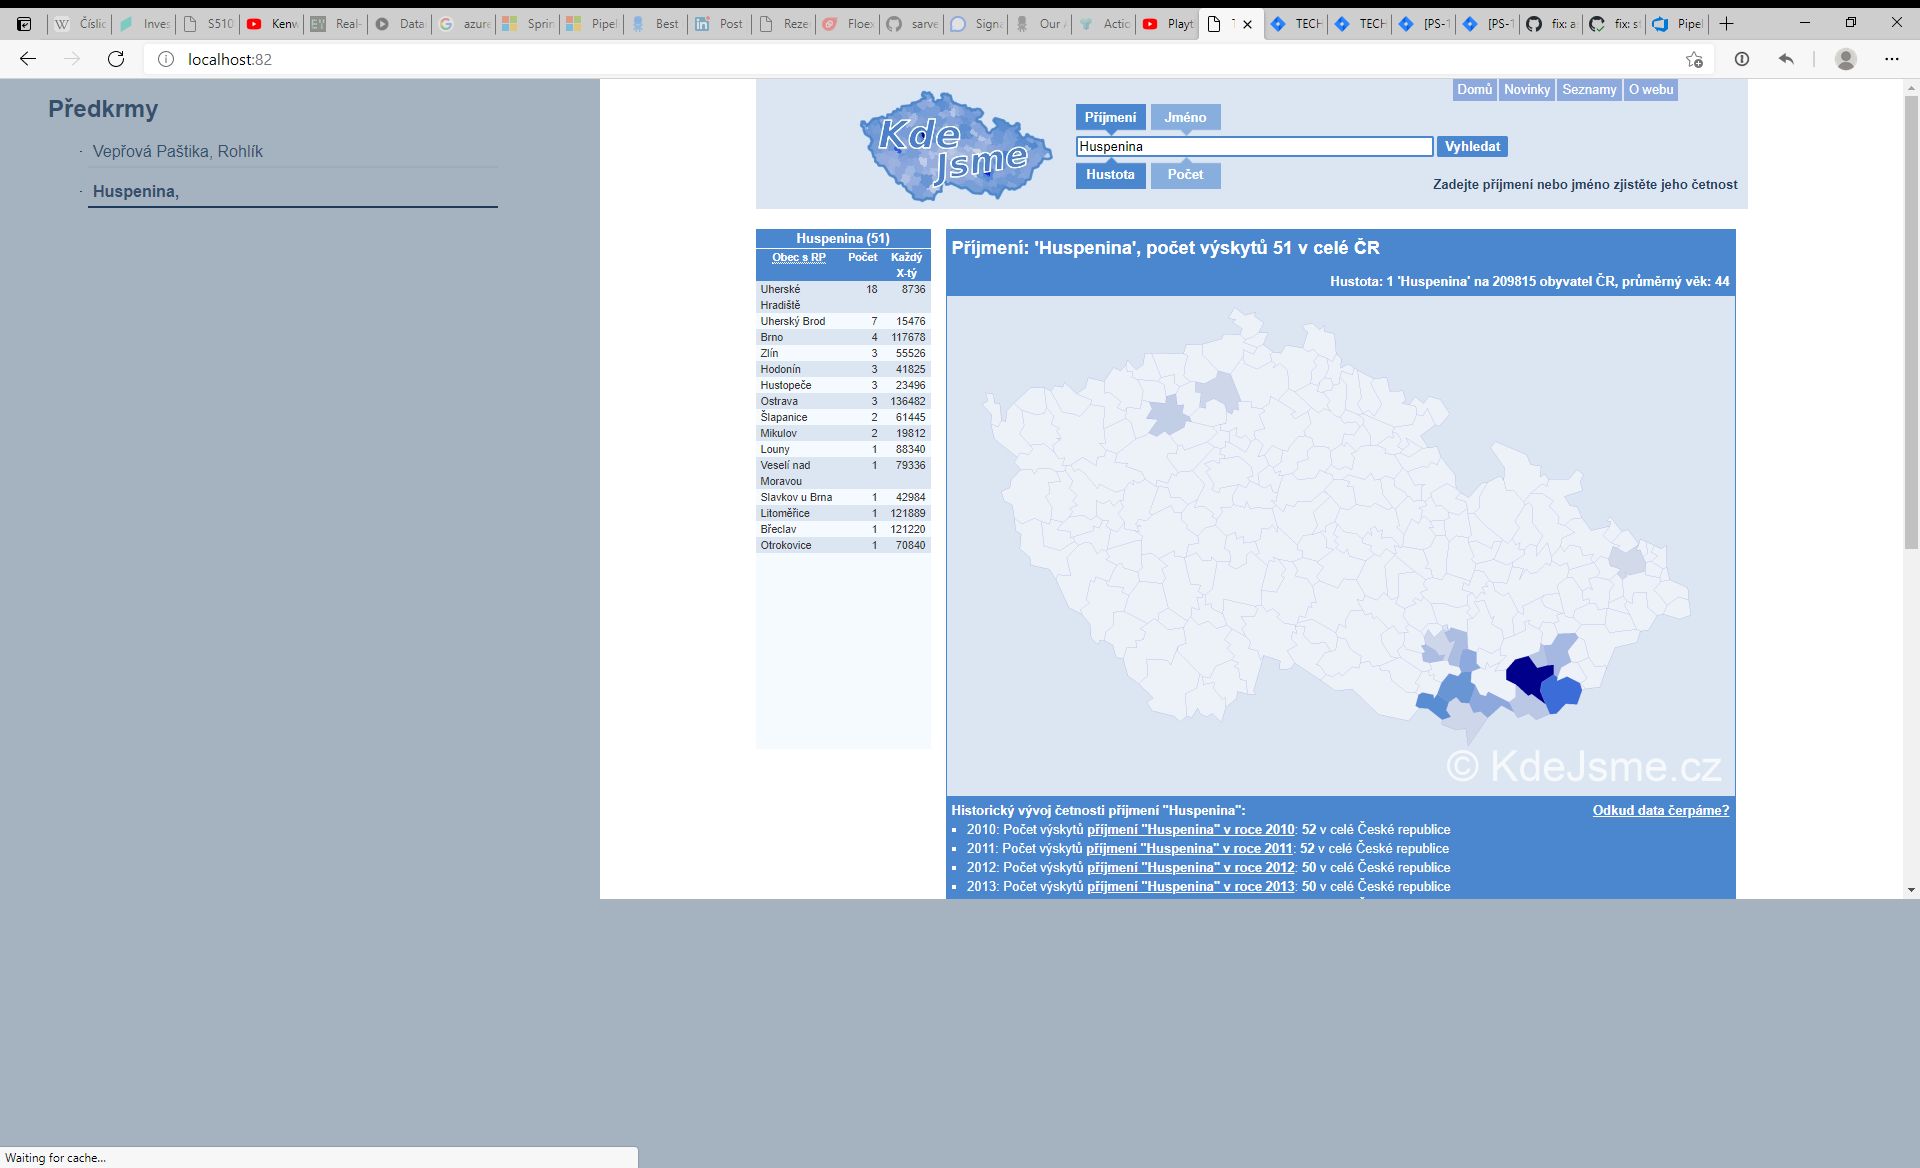 Číslic
Inves
S510
Kenw
Real-
Data
azure
Sprin
Pipel
Best
Post
Reze
Floex
sarve
Signa
Our A
Actio
Playt
TECH
TECH
[PS-1
[PS-1
fix: a
fix: s
Pipel
localhost:82
Předkrmy
· Vepřová Paštika, Rohlík
· Huspenina,
Domů Novinky Seznamy O webu
Kde
Jsme
Příjmení Jméno
Huspenina Vyhledat
Hustota Počet
Zadejte příjmení nebo jméno zjistěte jeho četnost
Huspenina (51)
Obec s RP Počet Každý
X-tý
Uherské 18 8736
Hradiště
Uherský Brod 7 15476
Brno 4 117678
Zlín 3 55526
Hodonín 3 41825
Hustopeče 3 23496
Ostrava 3 136482
Šlapanice 2 61445
Mikulov 2 19812
Louny 1 88340
Veselí nad 1 79336
Moravou
Slavkov u Brna 1 42984
Litoměřice 1 121889
Břeclav 1 121220
Otrokovice 1 70840
Příjmení: 'Huspenina', počet výskytů 51 v celé ČR
Hustota: 1 'Huspenina' na 209815 obyvatel ČR, průměrný věk: 44
© KdeJsme.cz
Historický vývoj četnosti příjmení "Huspenina": Odkud data čerpáme?
▪ 2010: Počet výskytů příjmení "Huspenina" v roce 2010: 52 v celé České republice
▪ 2011: Počet výskytů příjmení "Huspenina" v roce 2011: 52 v celé České republice
▪ 2012: Počet výskytů příjmení "Huspenina" v roce 2012: 50 v celé České republice
▪ 2013: Počet výskytů příjmení "Huspenina" v roce 2013: 50 v celé České republice
Waiting for cache...